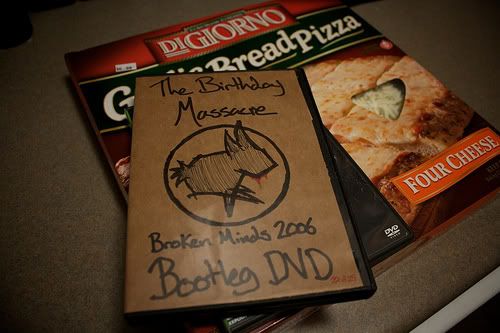 DIGIORNO
Garlic Bread Pizza
The Birthday
Massacre
Broken Minds 2006
Bootleg DVD
DVD
FOUR CHEESE